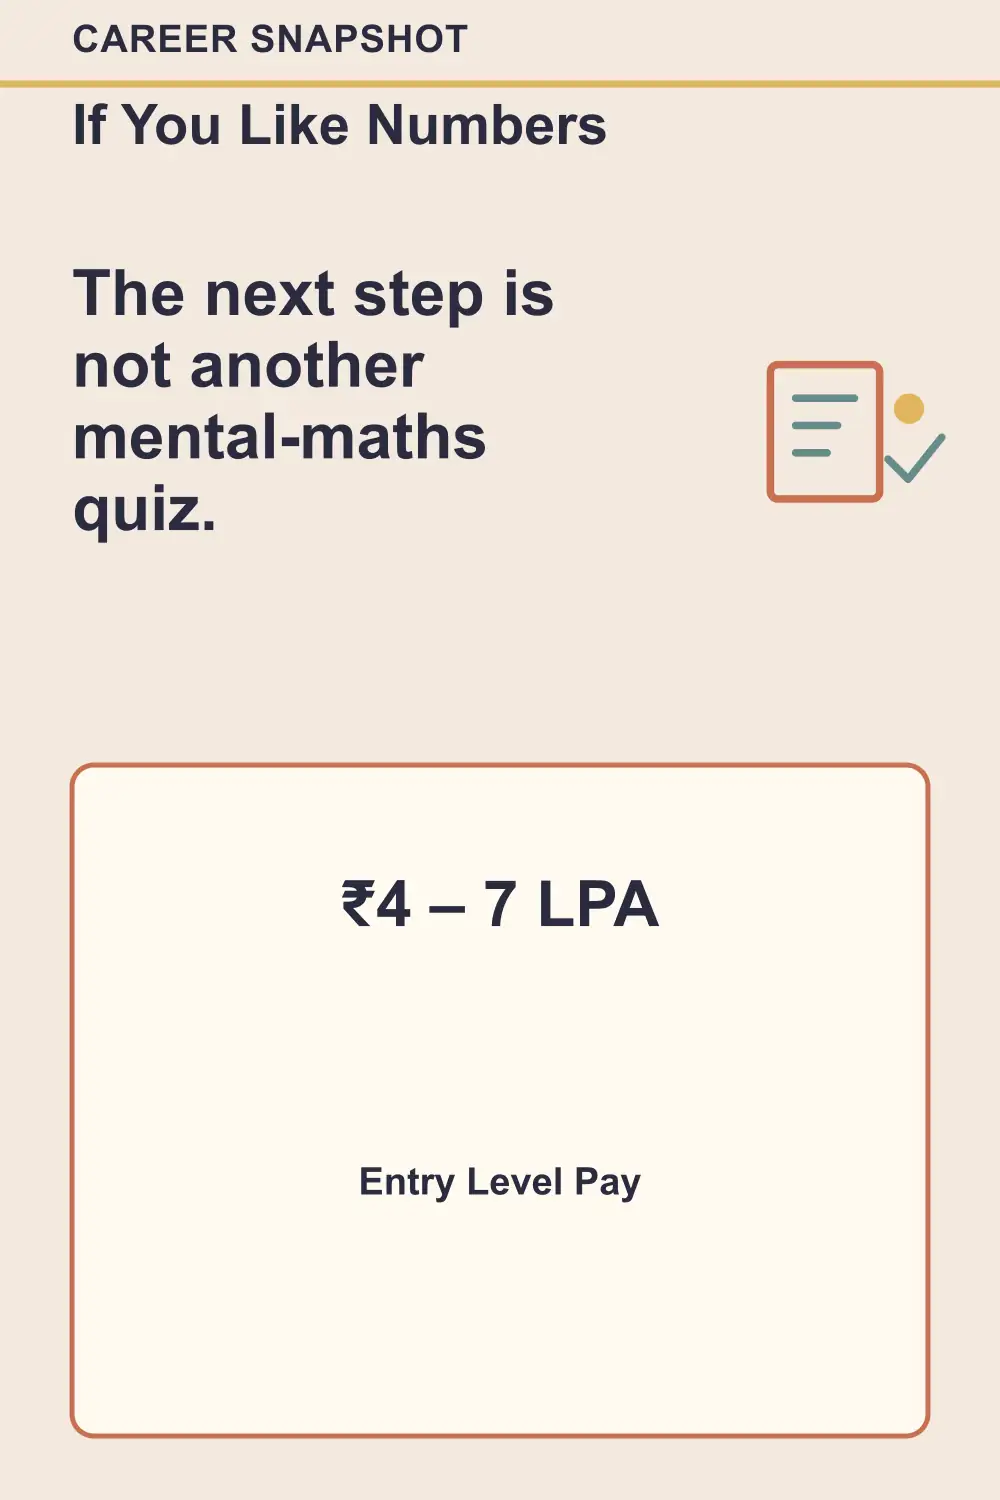 CAREER SNAPSHOT
If You Like Numbers
The next step is
not another
mental-maths
quiz.
₹4 – 7 LPA
Entry Level Pay